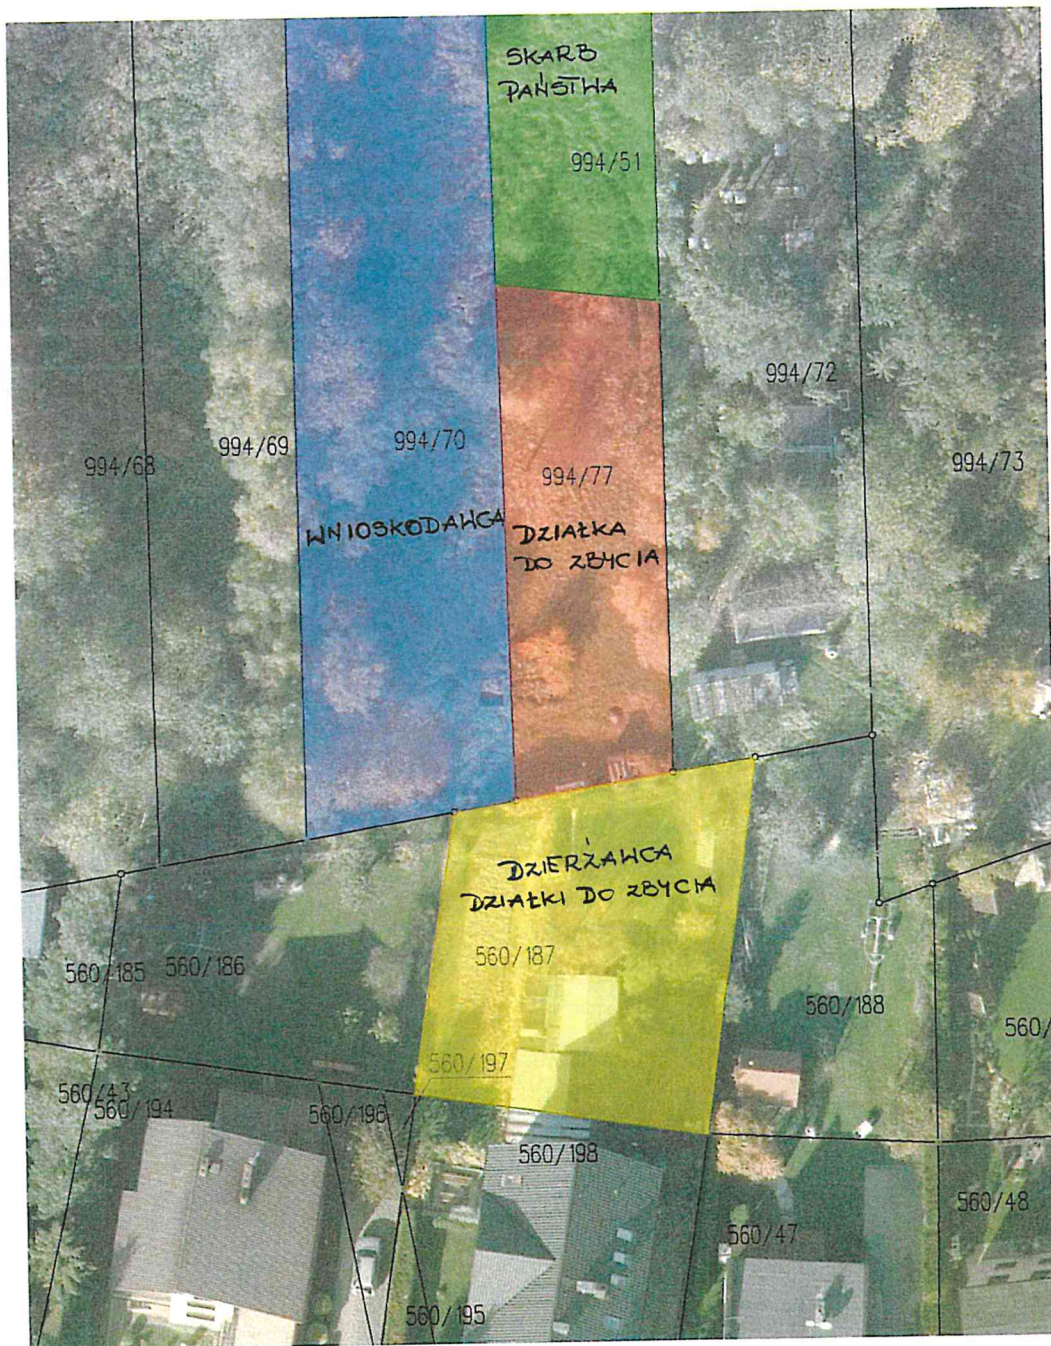 SKARB
PAŃSTWA
994/51
994/72
994/68
994/69
994/70
994/77
994/73
WNIOSKODAWCA
DZIAŁKA
DO ZBYCIA
DZIERŻAWCA
DZIAŁKI DO ZBYCIA
560/187
560/185
560/186
560/188
560/
560/197
560/43
560/194
560/196
560/198
560/47
560/48
560/195